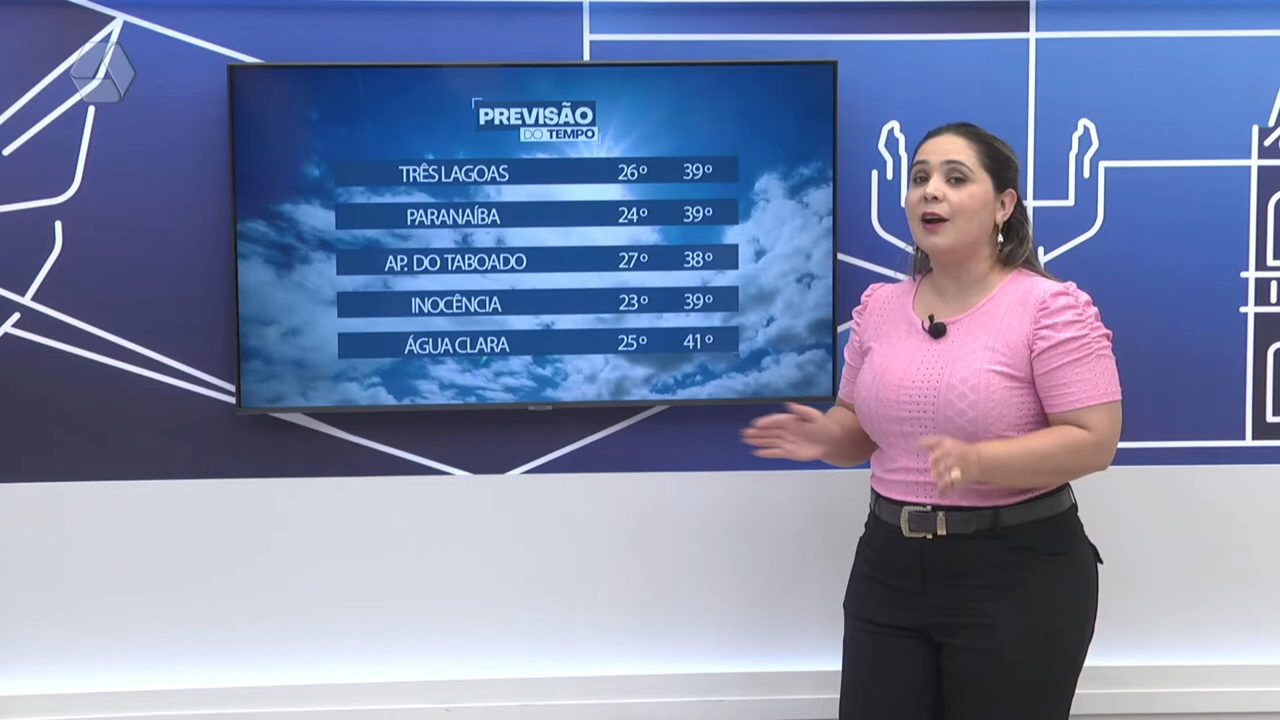 PREVISÃO
DO TEMPO
TRÊS LAGOAS 26º 39º
PARANAÍBA 24º 39º
AP. DO TABOADO 27º 38º
INOCÊNCIA 23º 39º
ÁGUA CLARA 25º 41º